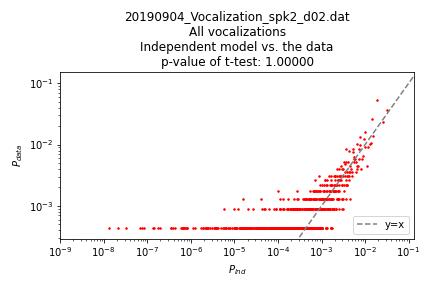 20190904_Vocalization_spk2_d02.dat
All vocalizations
Independent model vs. the data
p-value of t-test: 1.00000
10⁻¹
10⁻²
10⁻³
P_data
y=x
10⁻⁹ 10⁻⁸ 10⁻⁷ 10⁻⁶ 10⁻⁵ 10⁻⁴ 10⁻³ 10⁻² 10⁻¹
P_ind